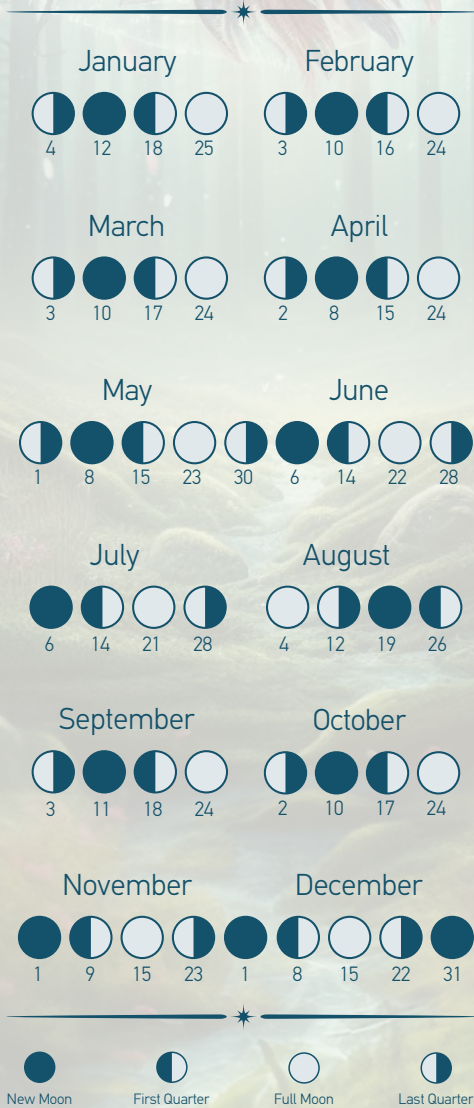 January February
4 12 18 25 3 10 16 24
March April
3 10 17 24 2 8 15 24
May June
1 8 15 23 30 6 14 22 28
July August
6 14 21 28 4 12 19 26
September October
3 11 18 24 2 10 17 24
November December
1 9 15 23 1 8 15 22 31
New Moon First Quarter Full Moon Last Quarter